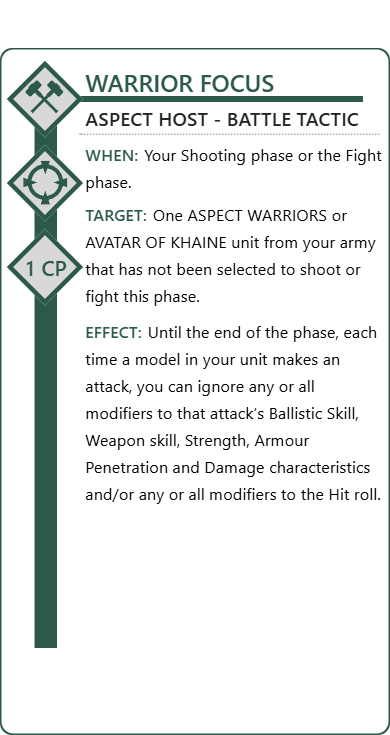 WARRIOR FOCUS
ASPECT HOST - BATTLE TACTIC
WHEN: Your Shooting phase or the Fight
phase.
TARGET: One ASPECT WARRIORS or
AVATAR OF KHAINE unit from your army
1 CP
that has not been selected to shoot or
fight this phase.
EFFECT: Until the end of the phase, each
time a model in your unit makes an
attack, you can ignore any or all
modifiers to that attack’s Ballistic Skill,
Weapon skill, Strength, Armour
Penetration and Damage characteristics
and/or any or all modifiers to the Hit roll.